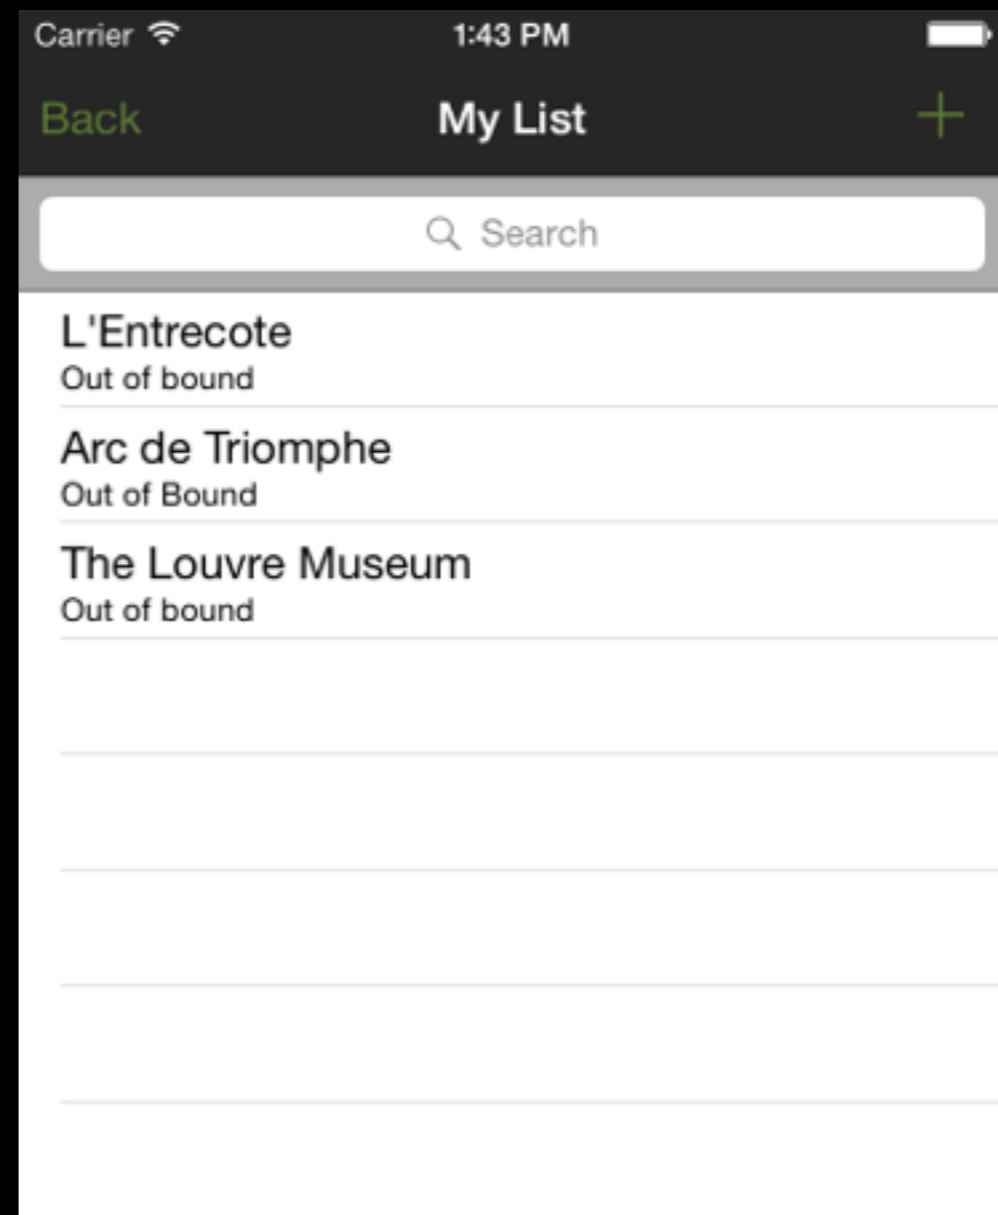 Carrier 1:43 PM
Back My List +
Search
L'Entrecote
Out of bound
Arc de Triomphe
Out of Bound
The Louvre Museum
Out of bound